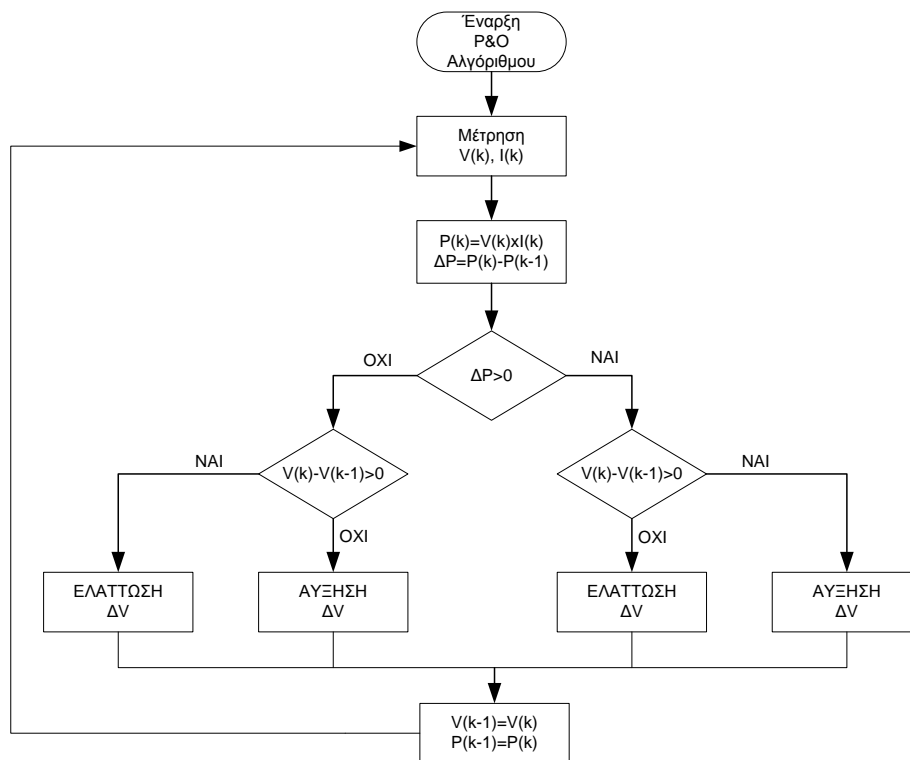 Έναρξη
P&O
Αλγόριθμου
Μέτρηση
V(k), I(k)
P(k)=V(k)xI(k)
ΔP=P(k)-P(k-1)
ΔP>0
ΟΧΙ
ΝΑΙ
V(k)-V(k-1)>0
ΝΑΙ
ΟΧΙ
V(k)-V(k-1)>0
ΝΑΙ
ΟΧΙ
ΕΛΑΤΤΩΣΗ
ΔV
ΑΥΞΗΣΗ
ΔV
ΕΛΑΤΤΩΣΗ
ΔV
ΑΥΞΗΣΗ
ΔV
V(k-1)=V(k)
P(k-1)=P(k)